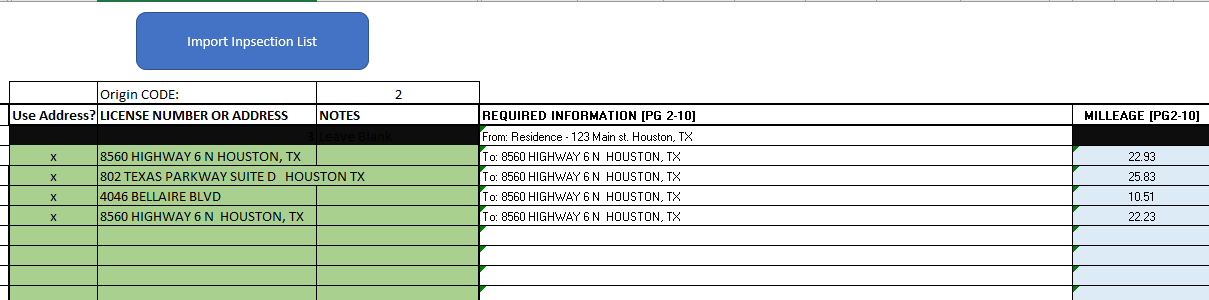 Import Inpsection List
Origin CODE: 2
Use Address? LICENSE NUMBER OR ADDRESS NOTES REQUIRED INFORMATION [PG 2-10] MILLEAGE [PG2-10]
3 Leave Blank From: Residence - 123 Main st. Houston, TX
x 8560 HIGHWAY 6 N HOUSTON, TX To: 8560 HIGHWAY 6 N HOUSTON, TX 22.93
x 802 TEXAS PARKWAY SUITE D HOUSTON TX To: 8560 HIGHWAY 6 N HOUSTON, TX 25.83
x 4046 BELLAIRE BLVD To: 8560 HIGHWAY 6 N HOUSTON, TX 10.51
x 8560 HIGHWAY 6 N HOUSTON, TX To: 8560 HIGHWAY 6 N HOUSTON, TX 22.23